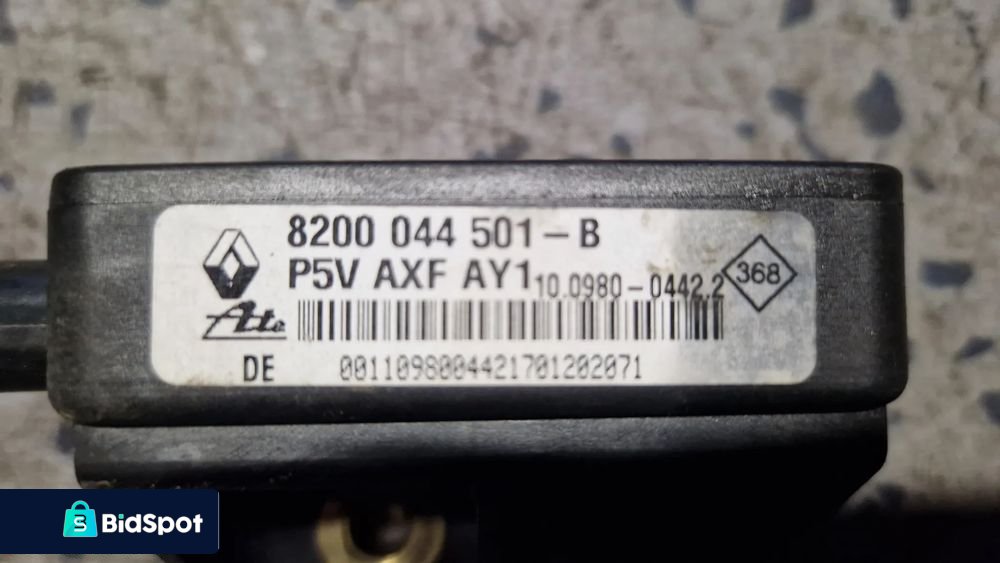 8200 044 501-B
P5V AXF AY1 10.0980-0442.2
368
Ate
DE 0011098004421701202071
BidSpot